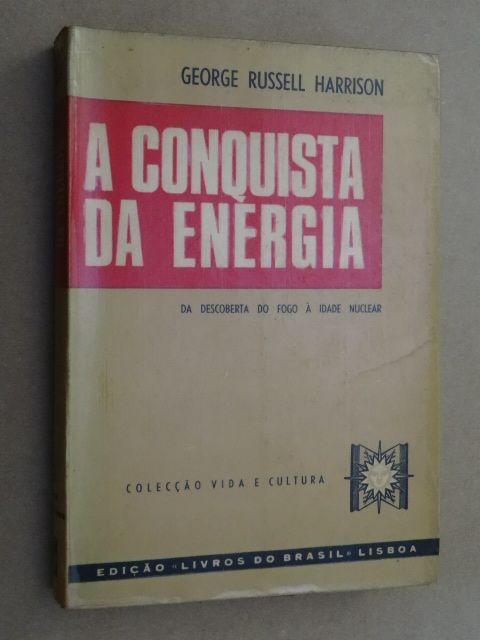 GEORGE RUSSELL HARRISON
A CONQUISTA
DA ENERGIA
DA DESCOBERTA DO FOGO À IDADE NUCLEAR
COLECÇÃO VIDA E CULTURA
EDIÇÃO «LIVROS DO BRASIL» LISBOA